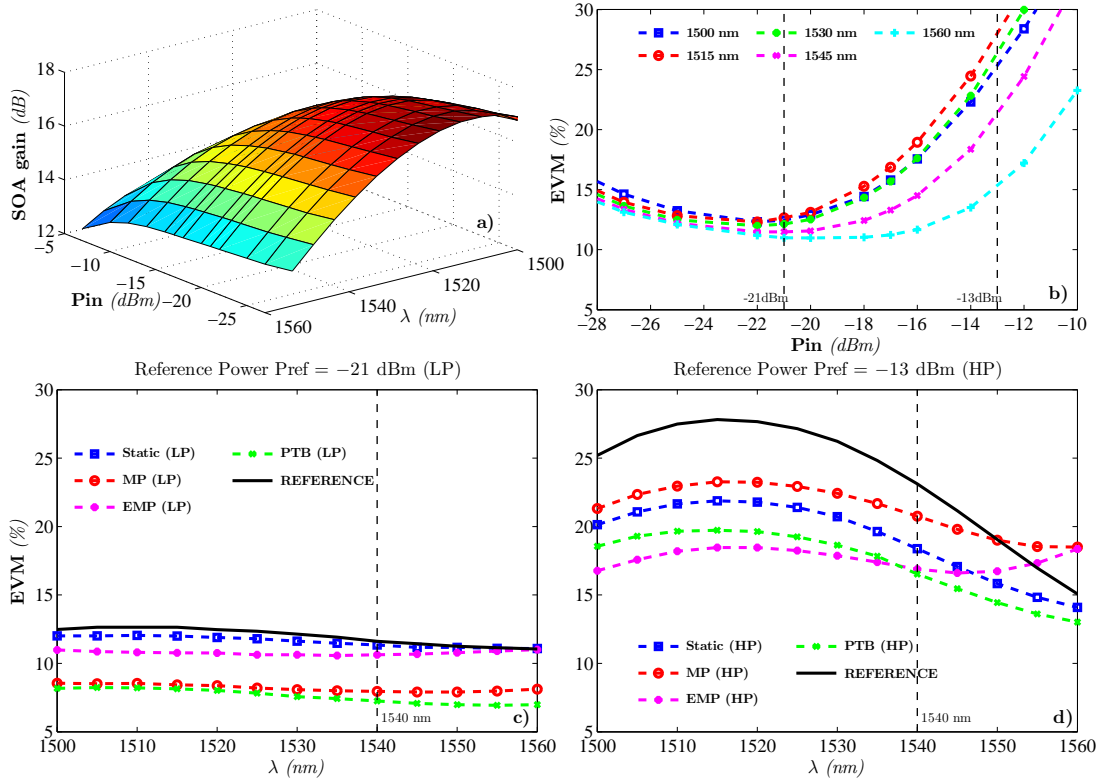 18
16
14
12
SOA gain (dB)
−5
−10
−15
−20
−25
Pin (dBm)
1560
1540
1520
1500
λ (nm)
a)
30
25
20
15
10
5
EVM (%)
1500 nm
1530 nm
1560 nm
1515 nm
1545 nm
-21dBm
-13dBm
b)
−28 −26 −24 −22 −20 −18 −16 −14 −12 −10
Pin (dBm)
Reference Power Pref = −21 dBm (LP)
30
25
20
15
10
5
EVM (%)
Static (LP)
PTB (LP)
MP (LP)
REFERENCE
EMP (LP)
1540 nm
c)
1500 1510 1520 1530 1540 1550 1560
λ (nm)
Reference Power Pref = −13 dBm (HP)
30
25
20
15
10
5
Static (HP)
PTB (HP)
MP (HP)
REFERENCE
EMP (HP)
1540 nm
d)
1500 1510 1520 1530 1540 1550 1560
λ (nm)